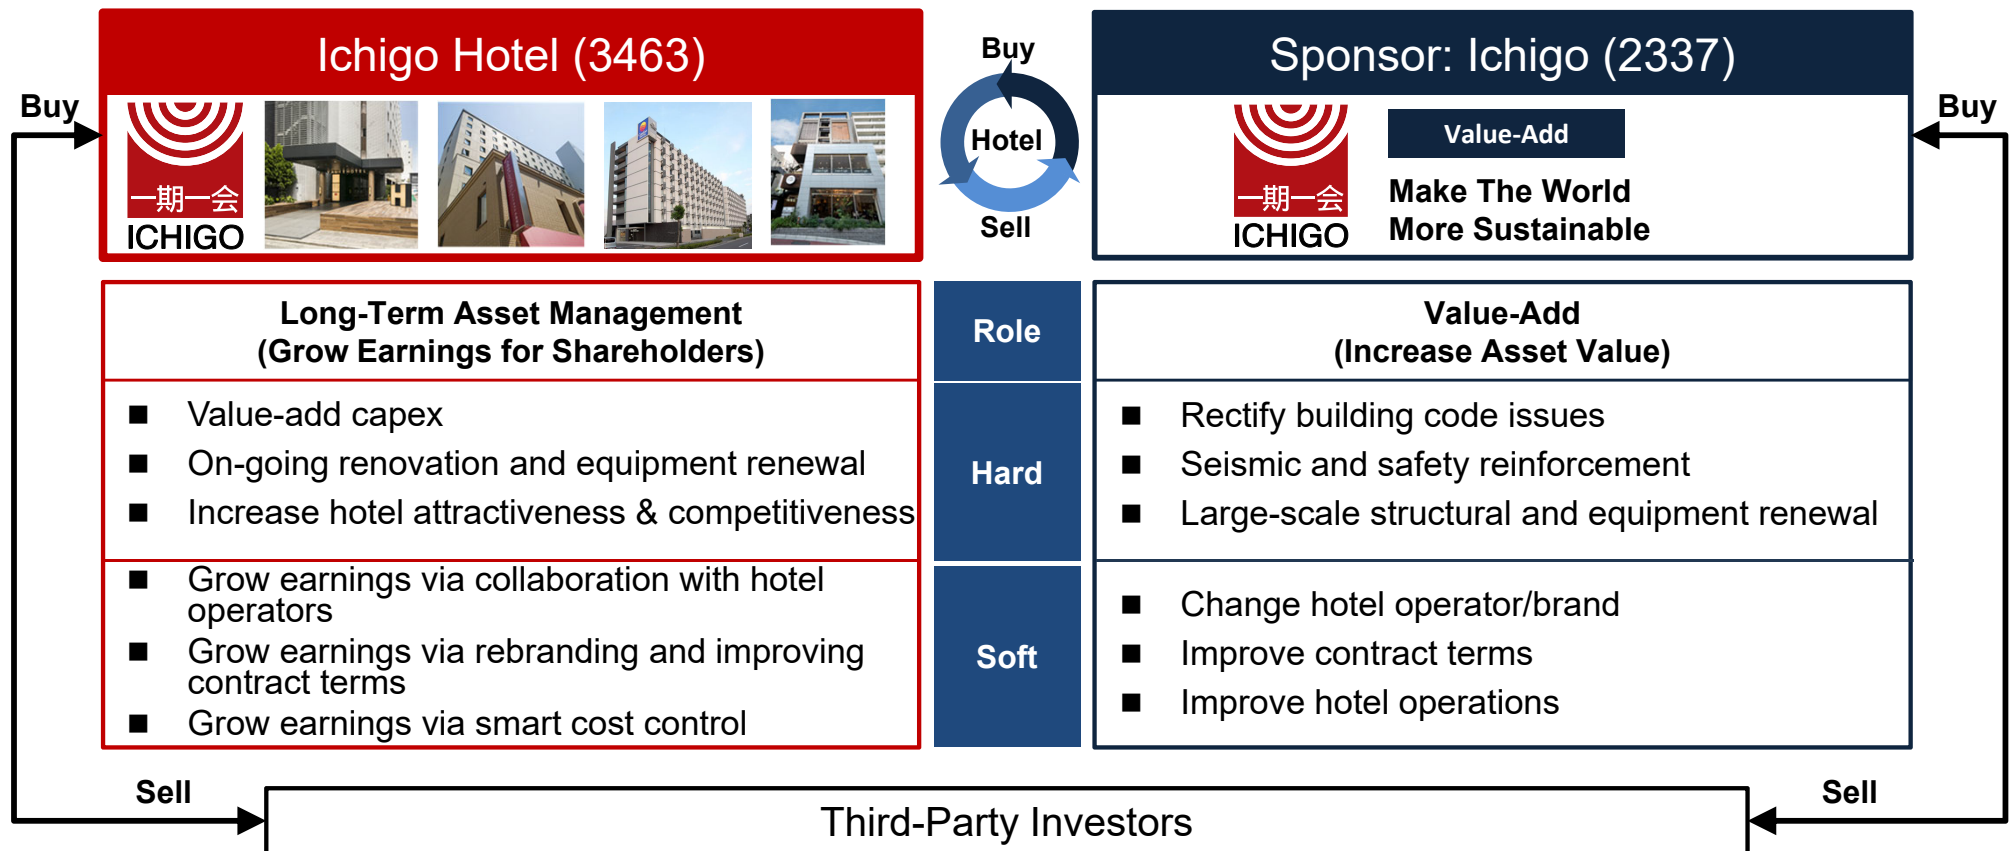 Ichigo Hotel (3463)
Buy
Sponsor: Ichigo (2337)
Buy
一期一会
ICHIGO
Hotel
Sell
一期一会
ICHIGO
Value-Add
Make The World
More Sustainable
Buy
Long-Term Asset Management
(Grow Earnings for Shareholders)
Role
Value-Add
(Increase Asset Value)
■ Value-add capex
■ On-going renovation and equipment renewal
■ Increase hotel attractiveness & competitiveness
Hard
■ Rectify building code issues
■ Seismic and safety reinforcement
■ Large-scale structural and equipment renewal
■ Grow earnings via collaboration with hotel
operators
■ Grow earnings via rebranding and improving
contract terms
■ Grow earnings via smart cost control
Soft
■ Change hotel operator/brand
■ Improve contract terms
■ Improve hotel operations
Sell
Third-Party Investors
Sell